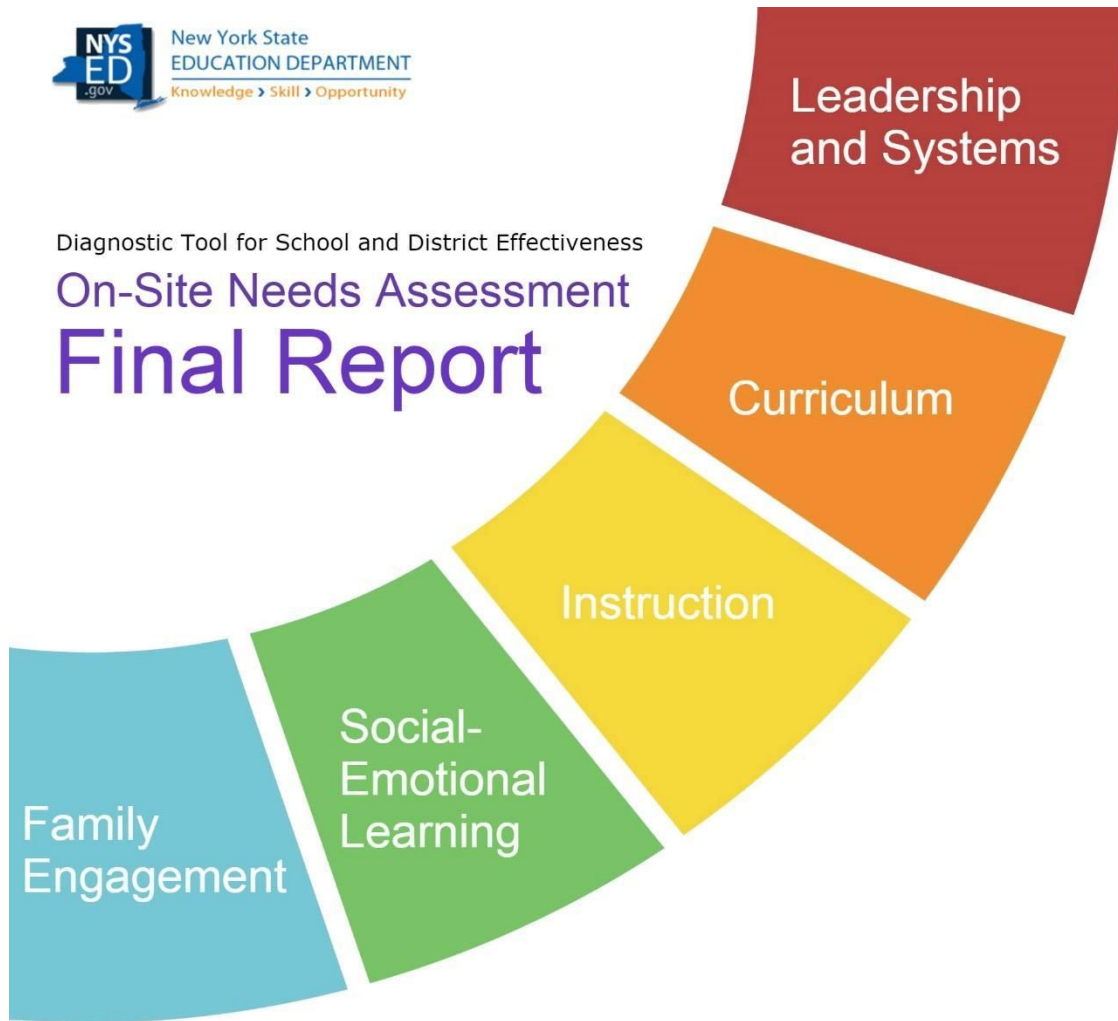 NYS
ED
.gov
New York State
EDUCATION DEPARTMENT
Knowledge > Skill > Opportunity
Diagnostic Tool for School and District Effectiveness
On-Site Needs Assessment
Final Report
Leadership
and Systems
Curriculum
Instruction
Social-
Emotional
Learning
Family
Engagement